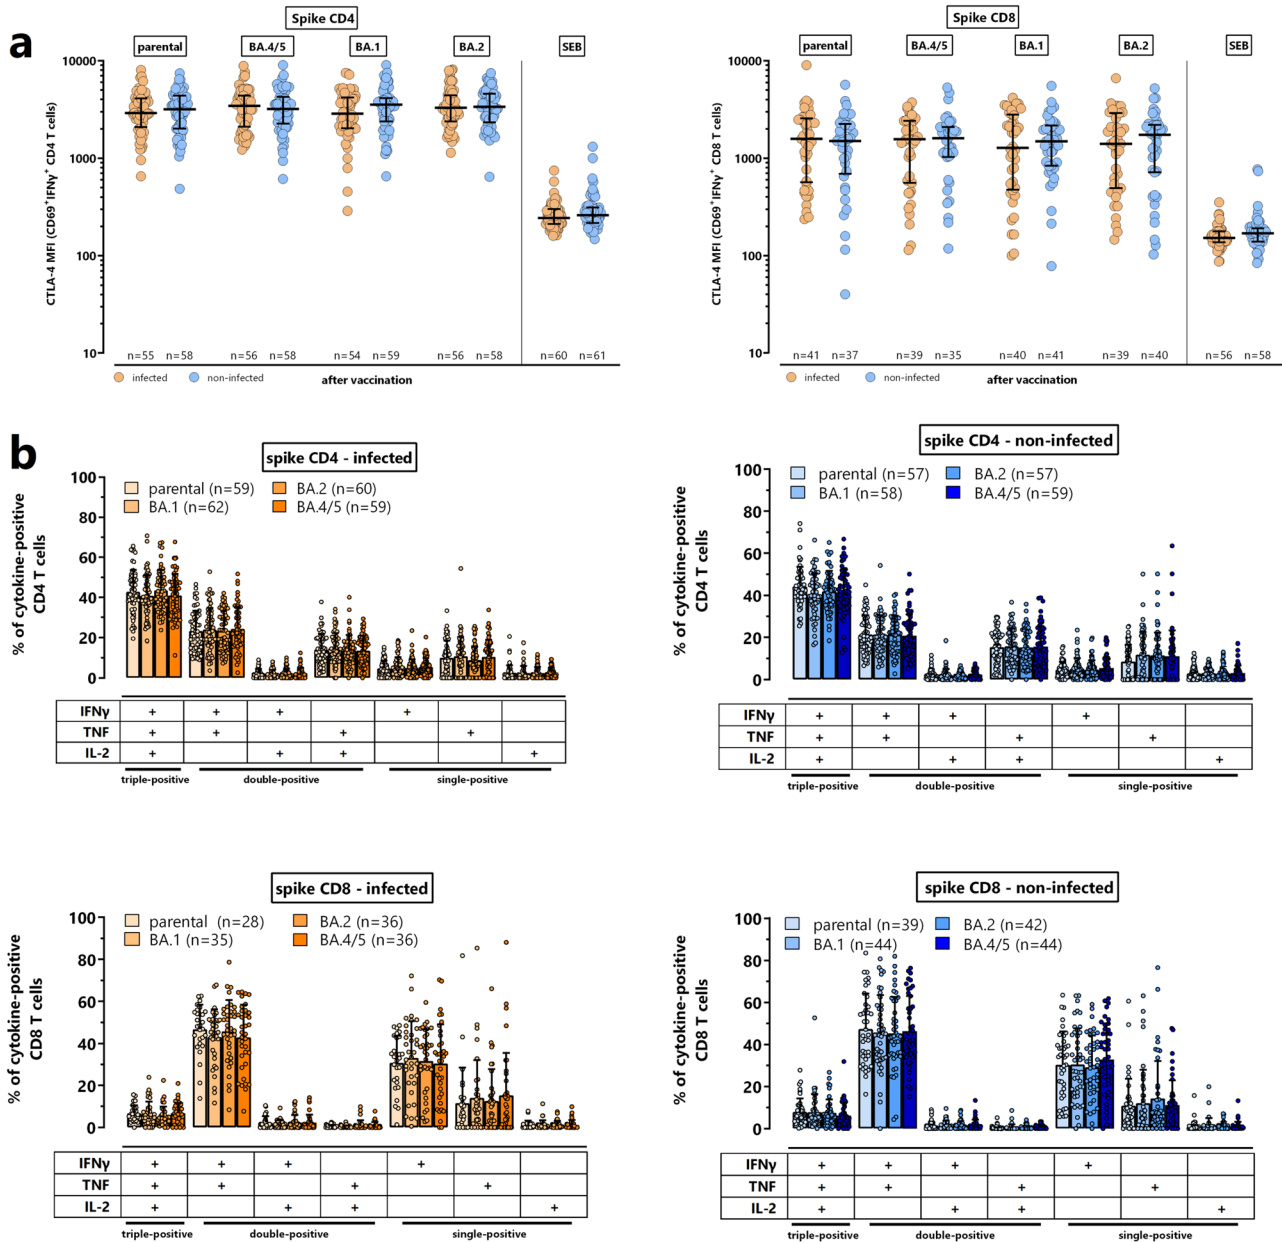 a
Spike CD4
parental
BA.4/5
BA.1
BA.2
SEB
CTLA-4 MFI (CD69⁺IFNγ⁺ CD4 T cells)
10000
1000
100
10
n=55 n=58 n=56 n=58 n=54 n=59 n=56 n=58 n=60 n=61
infected non-infected after vaccination
Spike CD8
parental
BA.4/5
BA.1
BA.2
SEB
CTLA-4 MFI (CD69⁺IFNγ⁺ CD8 T cells)
10000
1000
100
10
n=41 n=37 n=39 n=35 n=40 n=41 n=39 n=40 n=56 n=58
infected non-infected after vaccination
b
spike CD4 - infected
parental (n=59) BA.2 (n=60)
BA.1 (n=62) BA.4/5 (n=59)
% of cytokine-positive
CD4 T cells
100
80
60
40
20
0
IFNγ + + + +
TNF + + + +
IL-2 + + + +
triple-positive double-positive single-positive
spike CD4 - non-infected
parental (n=57) BA.2 (n=57)
BA.1 (n=58) BA.4/5 (n=59)
% of cytokine-positive
CD4 T cells
100
80
60
40
20
0
IFNγ + + + +
TNF + + + +
IL-2 + + + +
triple-positive double-positive single-positive
spike CD8 - infected
parental (n=28) BA.2 (n=36)
BA.1 (n=35) BA.4/5 (n=36)
% of cytokine-positive
CD8 T cells
100
80
60
40
20
0
IFNγ + + + +
TNF + + + +
IL-2 + + + +
triple-positive double-positive single-positive
spike CD8 - non-infected
parental (n=39) BA.2 (n=42)
BA.1 (n=44) BA.4/5 (n=44)
% of cytokine-positive
CD8 T cells
100
80
60
40
20
0
IFNγ + + + +
TNF + + + +
IL-2 + + + +
triple-positive double-positive single-positive